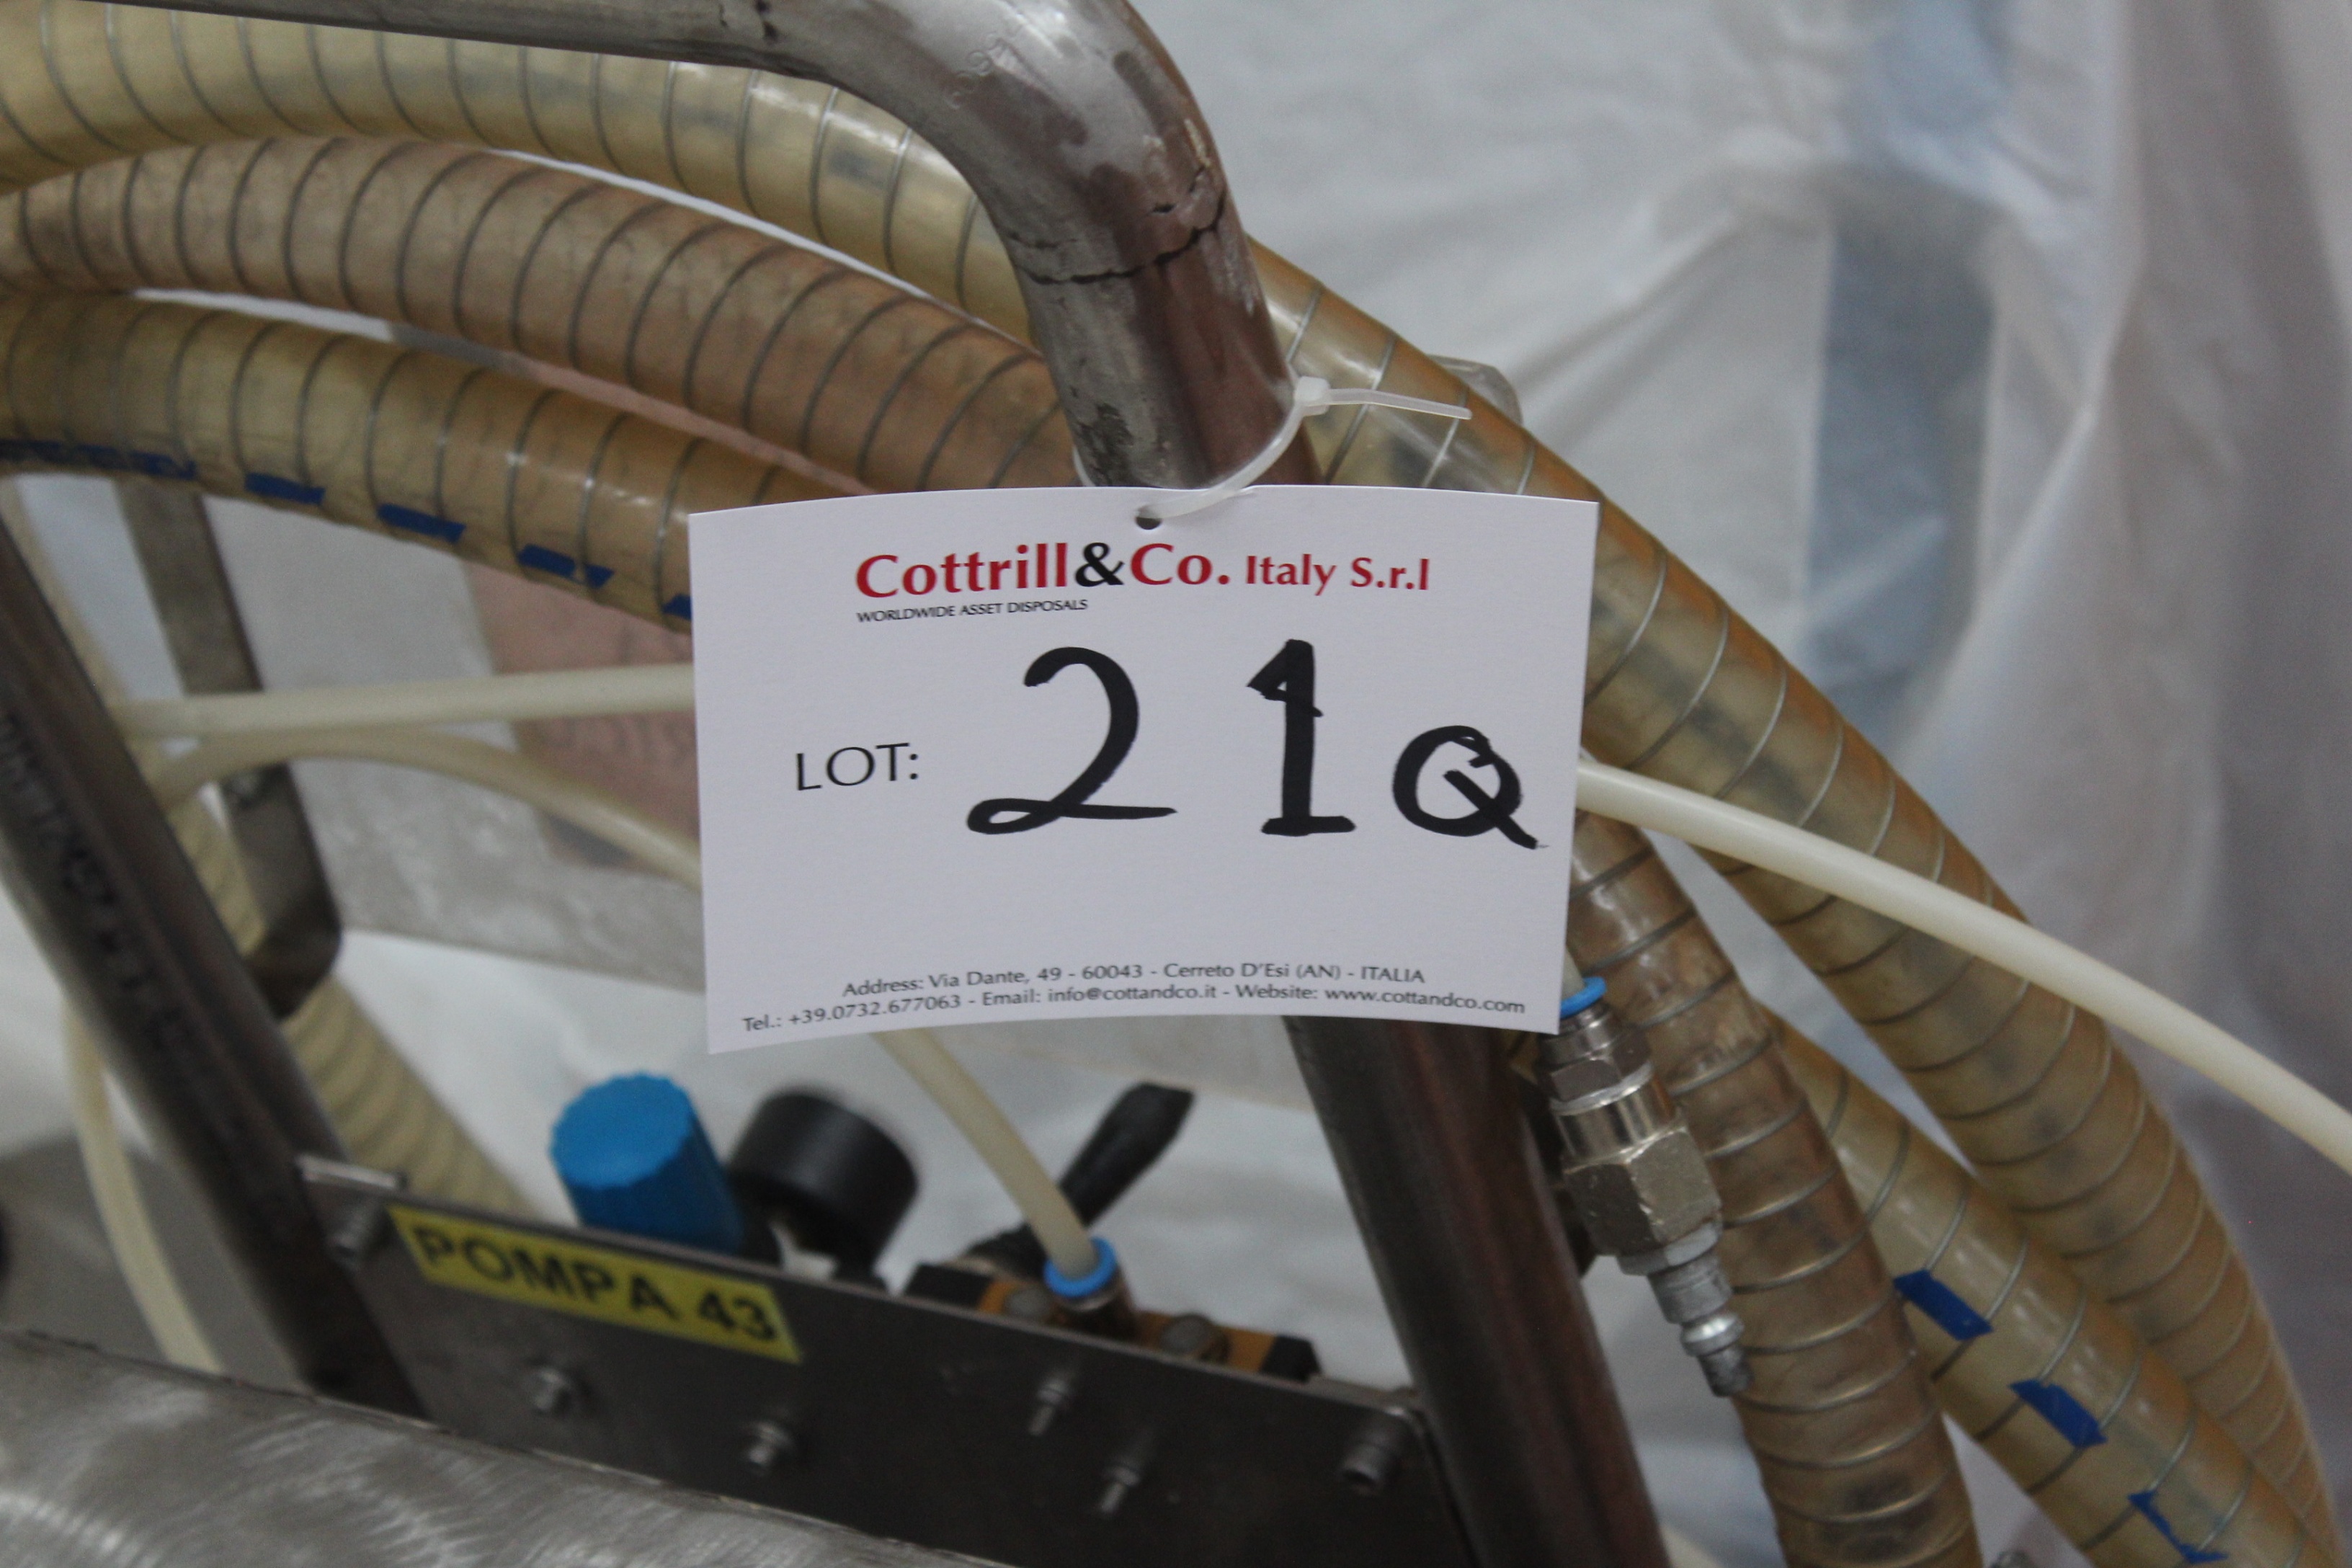 Cottrill&Co. Italy S.r.l
WORLDWIDE ASSET DISPOSALS
LOT: 21Q
Address: Via Dante, 49 - 60043 - Cerreto D'Esi (AN) - ITALIA
Tel.: +39.0732.677063 - Email: info@cottandco.it - Website: www.cottandco.com
POMPA 43